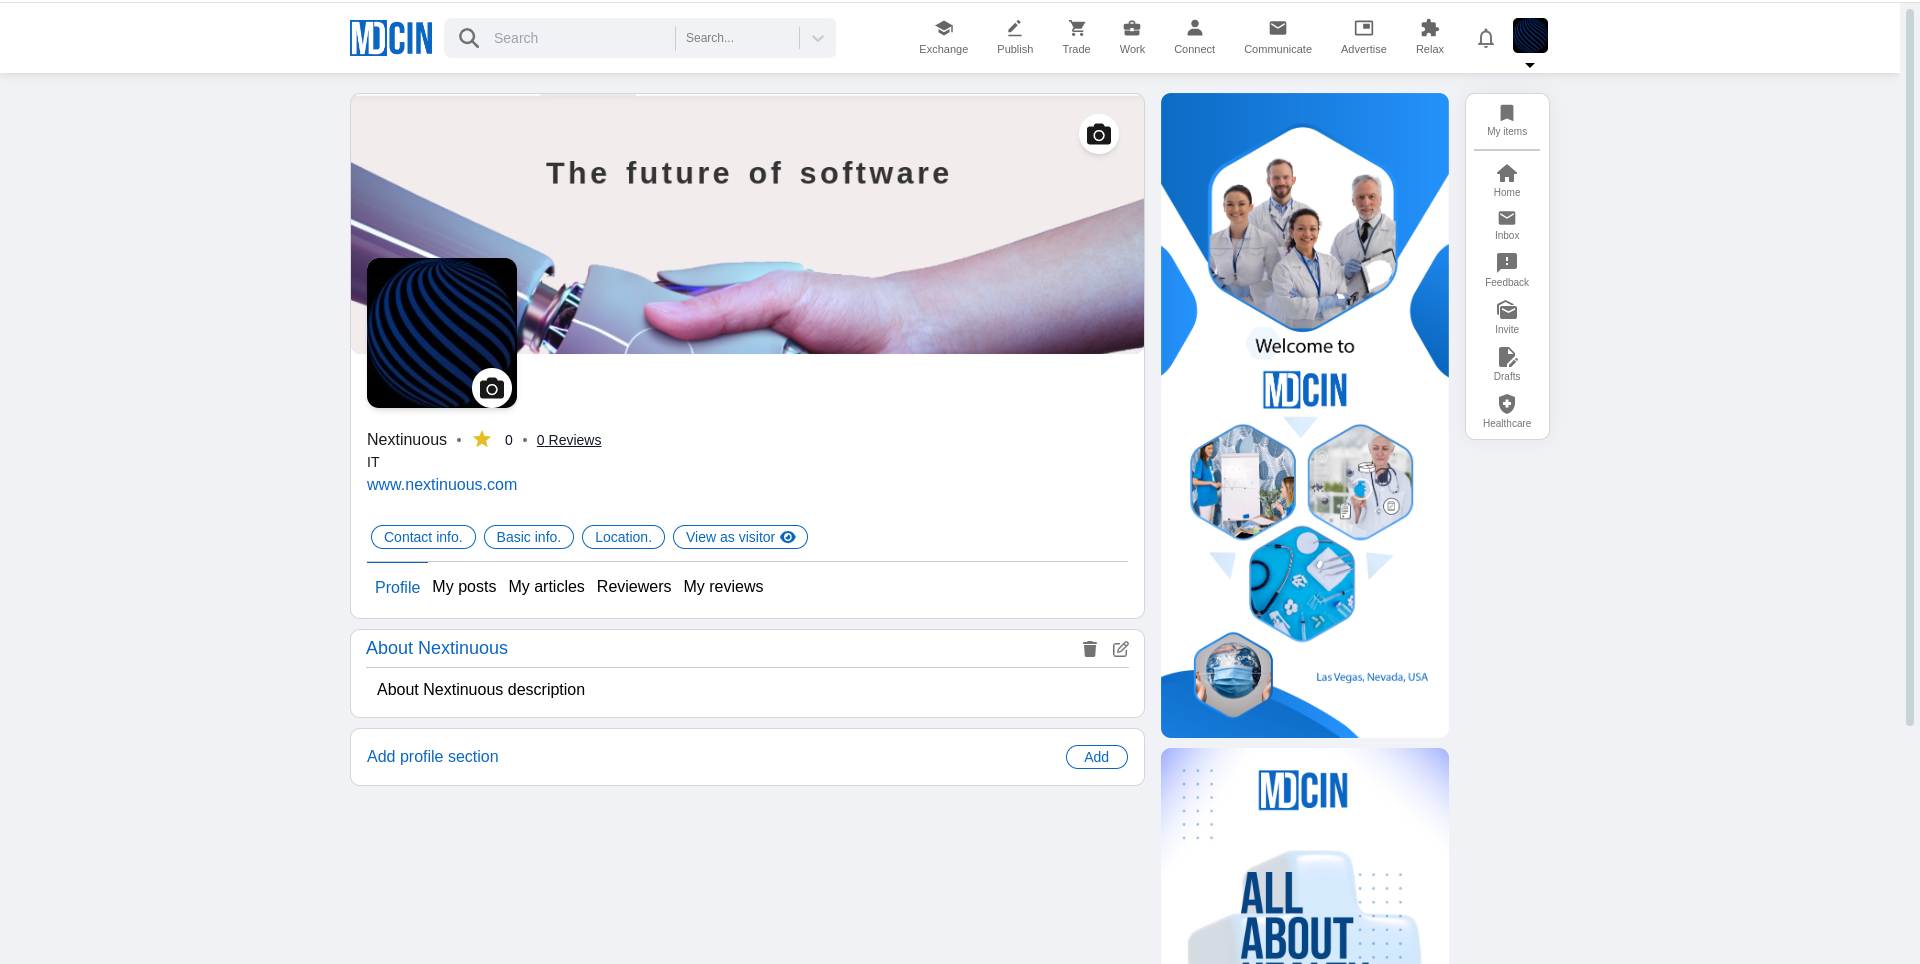 MDCIN
Search
Search...
Exchange
Publish
Trade
Work
Connect
Communicate
Advertise
Relax
The future of software
Nextinuous • 0 • 0 Reviews
IT
www.nextinuous.com
Contact info.
Basic info.
Location.
View as visitor
Profile
My posts
My articles
Reviewers
My reviews
About Nextinuous
About Nextinuous description
Add profile section
Add
Welcome to
MDCIN
Las Vegas, Nevada, USA
MDCIN
ALL
ABOUT
HEALTH
My items
Home
Inbox
Feedback
Invite
Drafts
Healthcare